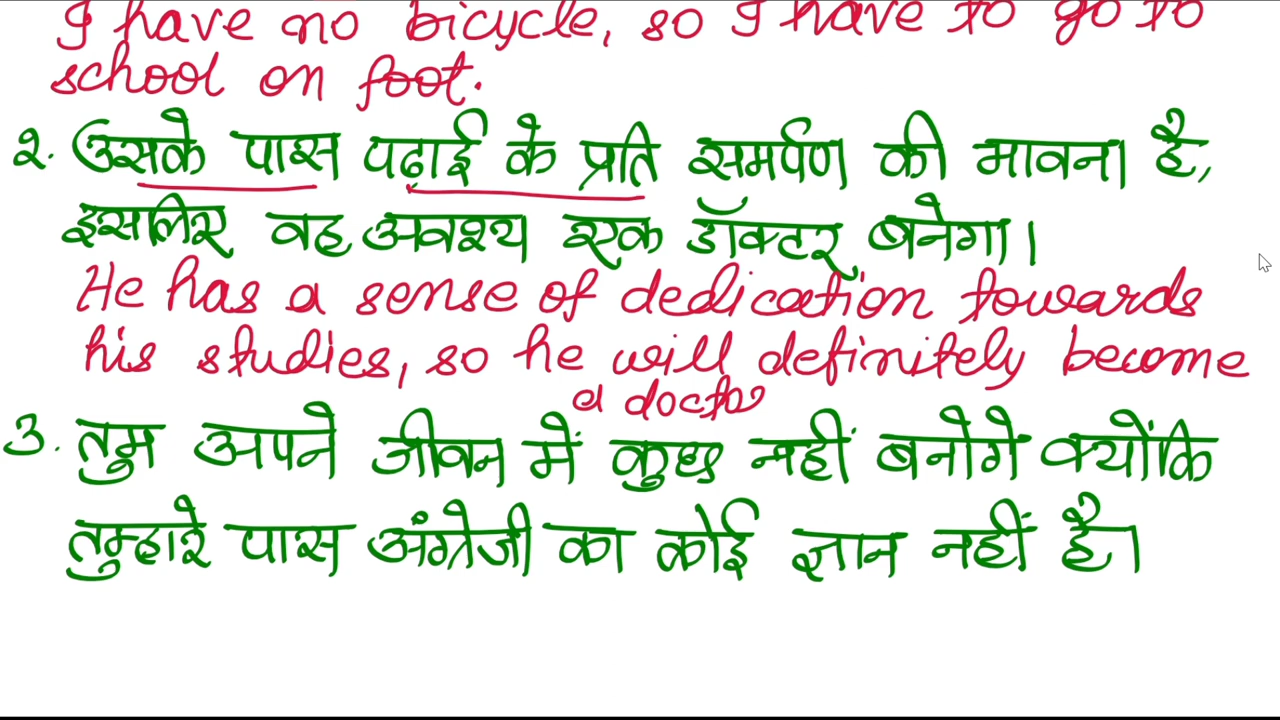 I have no bicycle, so I have to go to
school on foot.
२. उसके पास पढ़ाई के प्रति समर्पण की भावना है,
इसलिए वह अवश्य एक डॉक्टर बनेगा।
He has a sense of dedication towards
his studies, so he will definitely become
a doctor
3. तुम अपने जीवन में कुछ नहीं बनोगे क्योंकि
तुम्हारे पास अंग्रेजी का कोई ज्ञान नहीं है।